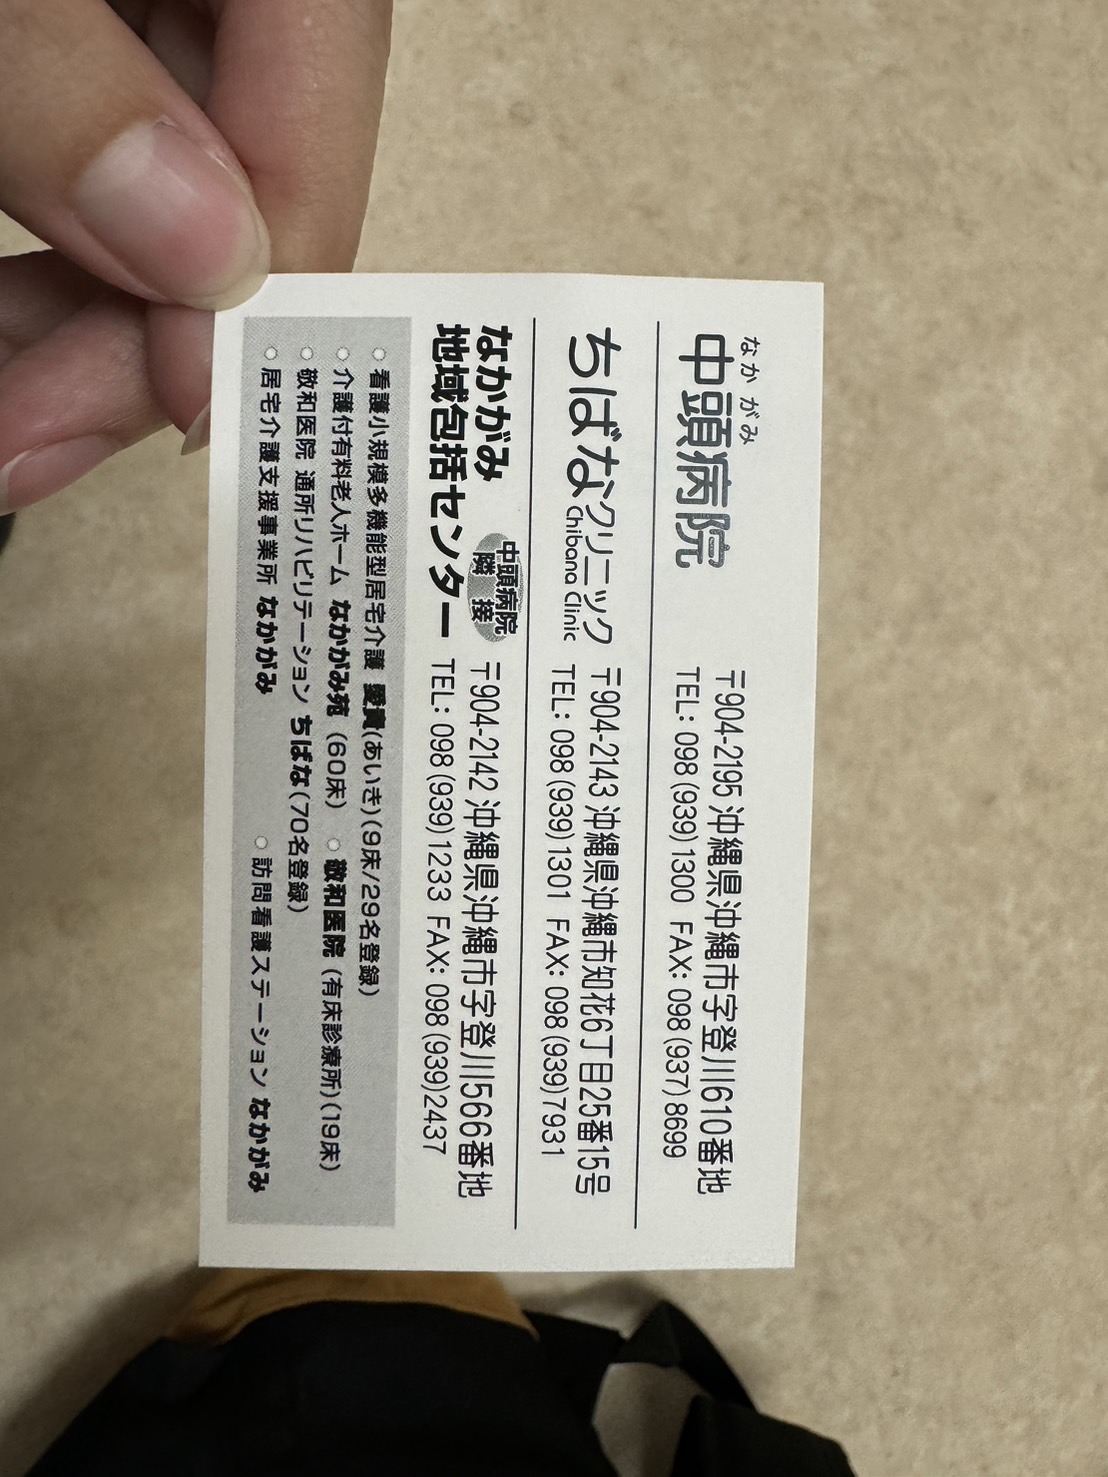 なかがみ
中頭病院
〒904-2195 沖縄県沖縄市字登川610番地
TEL: 098(939)1300 FAX: 098(937)8699
ちばなクリニック
Chibana Clinic
〒904-2143 沖縄県沖縄市知花6丁目25番15号
TEL: 098(939)1301 FAX: 098(939)7931
なかがみ
地域包括センター
中頭病院
隣接
〒904-2142 沖縄県沖縄市字登川566番地
TEL: 098(939)1233 FAX: 098(939)2437
○看護小規模多機能型居宅介護 愛貴(あいき)(9床/29名登録)
○介護付有料老人ホーム なかがみ苑 (60床) ○敬和医院 (有床診療所)(19床)
○敬和医院 通所リハビリテーション ちばな(70名登録)
○居宅介護支援事業所 なかがみ ○訪問看護ステーション なかがみ